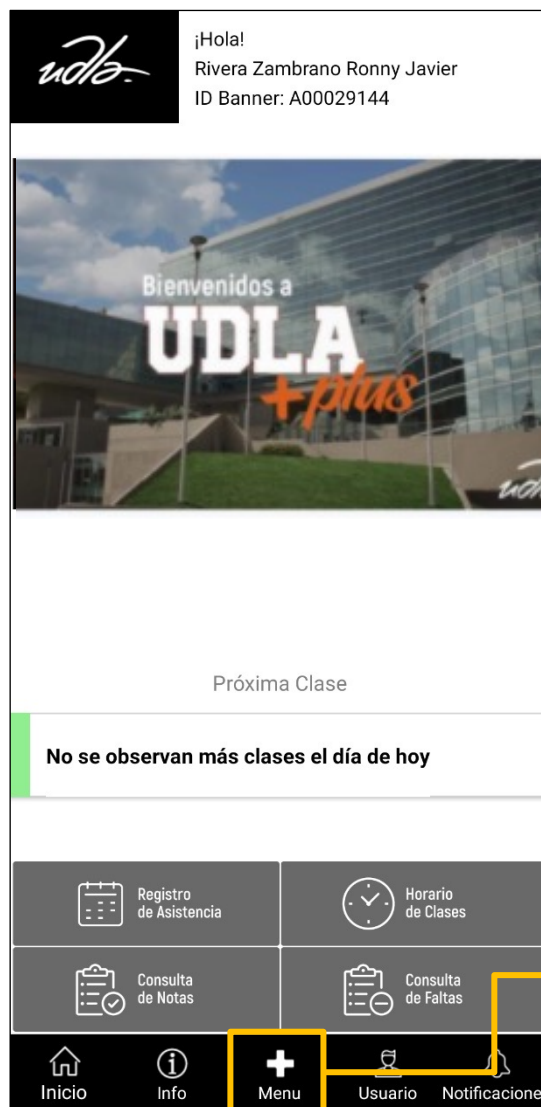 udla
¡Hola!
Rivera Zambrano Ronny Javier
ID Banner: A00029144
Bienvenidos a
UDLA
+plus
Próxima Clase
No se observan más clases el día de hoy
Registro
de Asistencia
Horario
de Clases
Consulta
de Notas
Consulta
de Faltas
Inicio
Info
Menu
Usuario
Notificacione